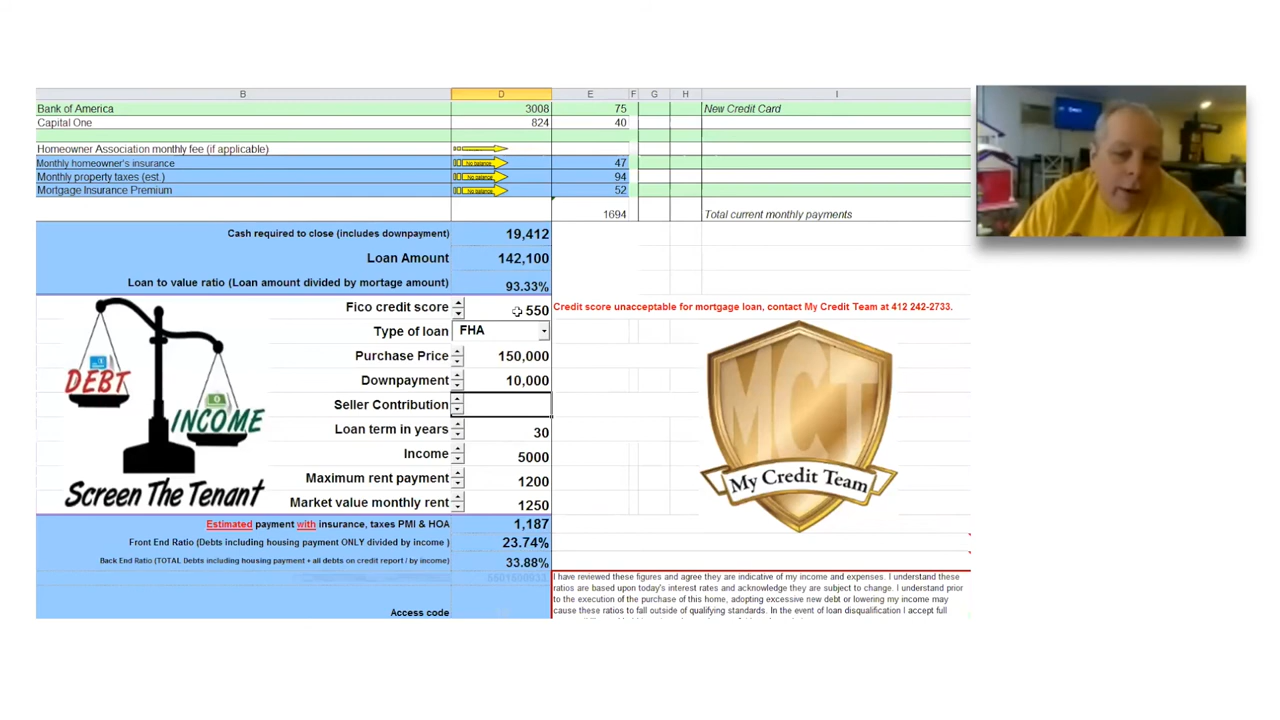 B D E F G H I
Bank of America 3008 75 New Credit Card
Capital One 824 40
Homeowner Association monthly fee (if applicable)
Monthly homeowner's insurance No balance 47
Monthly property taxes (est.) No balance 94
Mortgage Insurance Premium No balance 52
1694 Total current monthly payments
Cash required to close (includes downpayment) 19,412
Loan Amount 142,100
Loan to value ratio (Loan amount divided by mortage amount) 93.33%
Fico credit score 550 Credit score unacceptable for mortgage loan, contact My Credit Team at 412 242-2733.
Type of loan FHA
Purchase Price 150,000
Downpayment 10,000
Seller Contribution
Loan term in years 30
Income 5000
Maximum rent payment 1200
Market value monthly rent 1250
DEBT
INCOME
Screen The Tenant
MCT
My Credit Team
Estimated payment with insurance, taxes PMI & HOA 1,187
Front End Ratio (Debts including housing payment ONLY divided by income ) 23.74%
Back End Ratio (TOTAL Debts including housing payment + all debts on credit report / by income) 33.88%
Access code
I have reviewed these figures and agree they are indicative of my income and expenses. I understand these
ratios are based upon today's interest rates and acknowledge they are subject to change. I understand prior
to the execution of the purchase of this home, adopting excessive new debt or lowering my income may
cause these ratios to fall outside of qualifying standards. In the event of loan disqualification I accept full